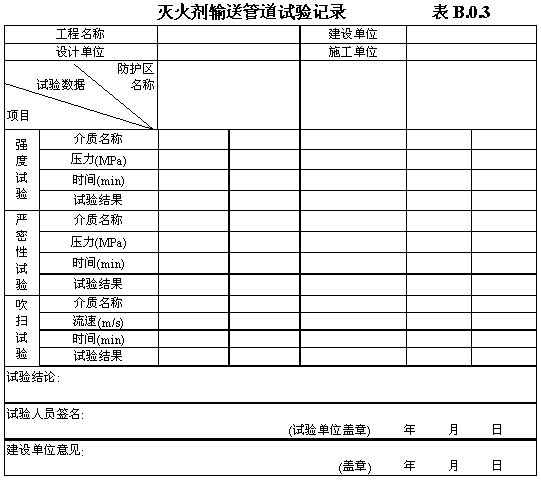 灭火剂输送管道试验记录 表 B.0.3
工程名称 建设单位
设计单位 施工单位
防护区
试验数据 名称
项目
强度试验
介质名称
压力(MPa)
时间(min)
试验结果
严密性试验
介质名称
压力(MPa)
时间(min)
试验结果
吹扫试验
介质名称
流速(m/s)
时间(min)
试验结果
试验结论:
试验人员签名:
(试验单位盖章) 年 月 日
建设单位意见:
(盖章) 年 月 日